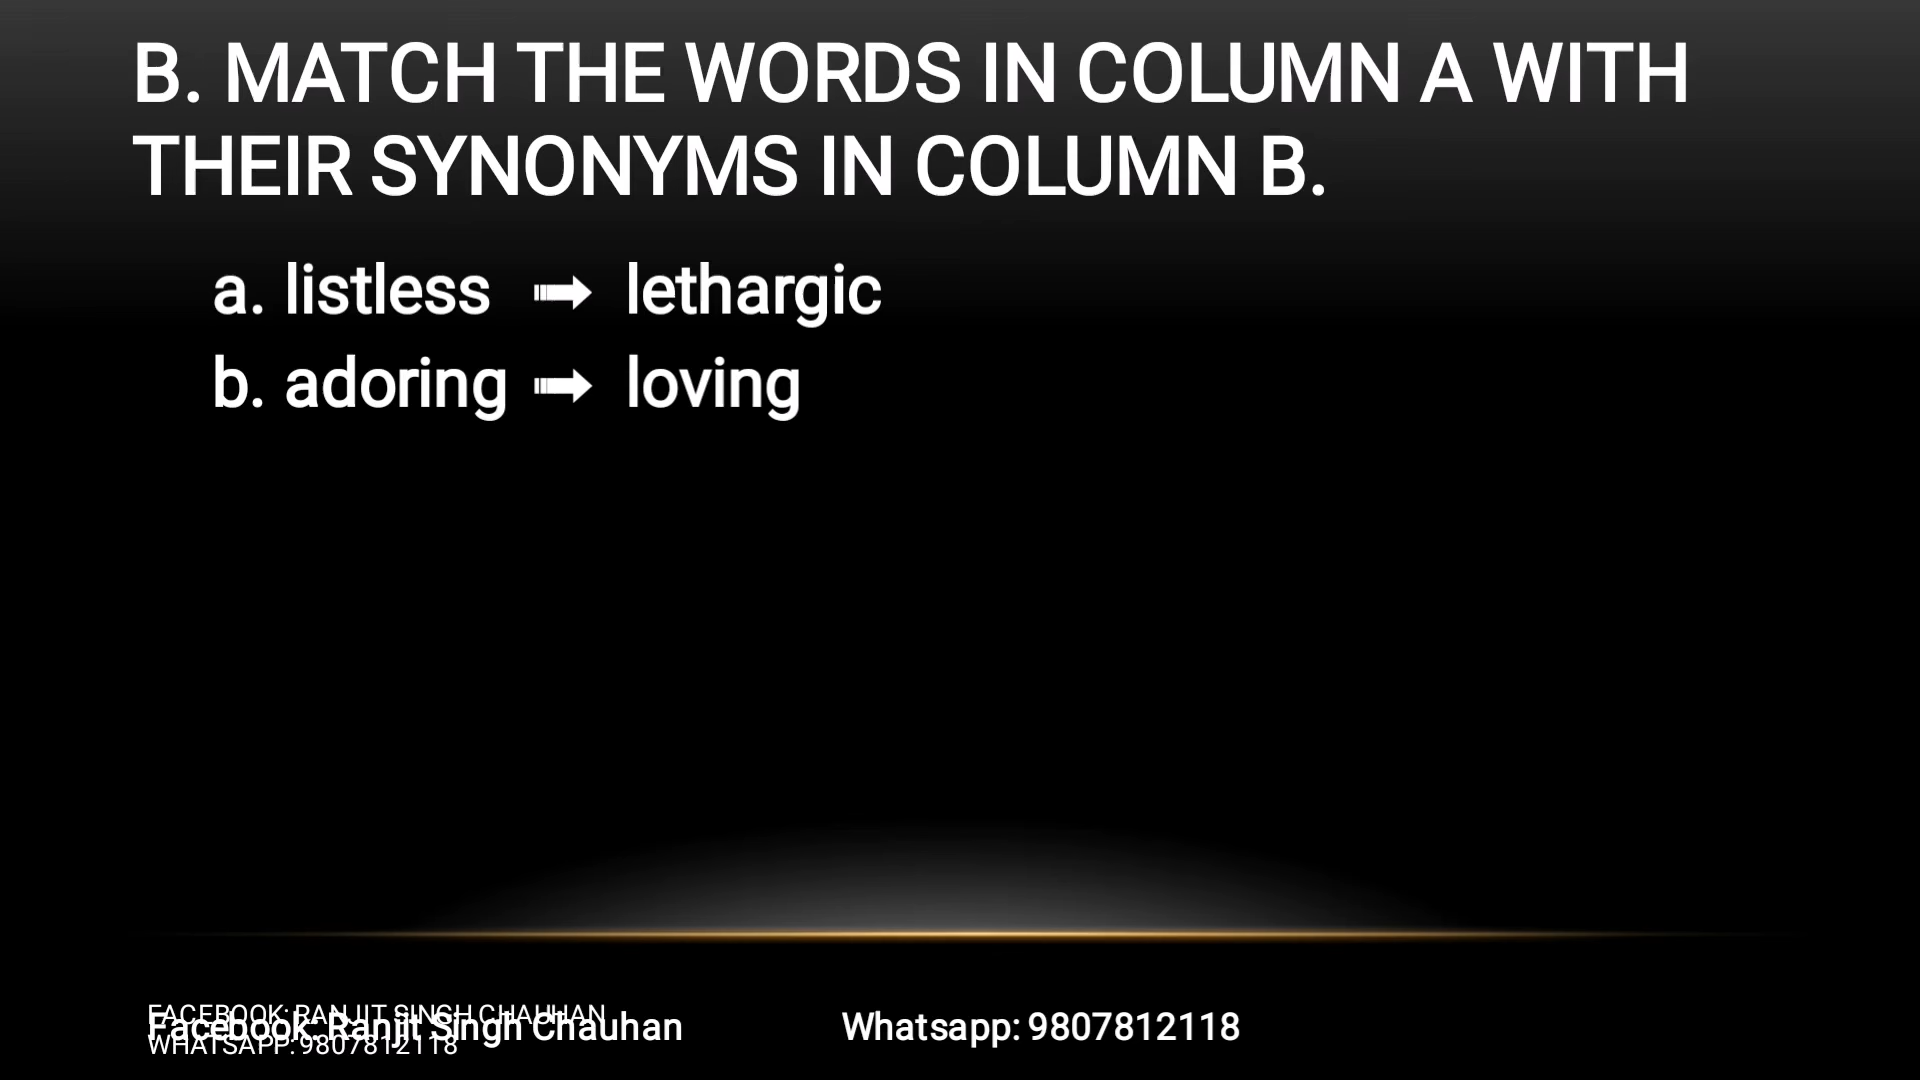 B. MATCH THE WORDS IN COLUMN A WITH
THEIR SYNONYMS IN COLUMN B.
a. listless ➟ lethargic
b. adoring ➟ loving
FACEBOOK: RANJIT SINGH CHAUHAN
Facebook: Ranjit Singh Chauhan Whatsapp: 9807812118
WHATSAPP: 9807812118